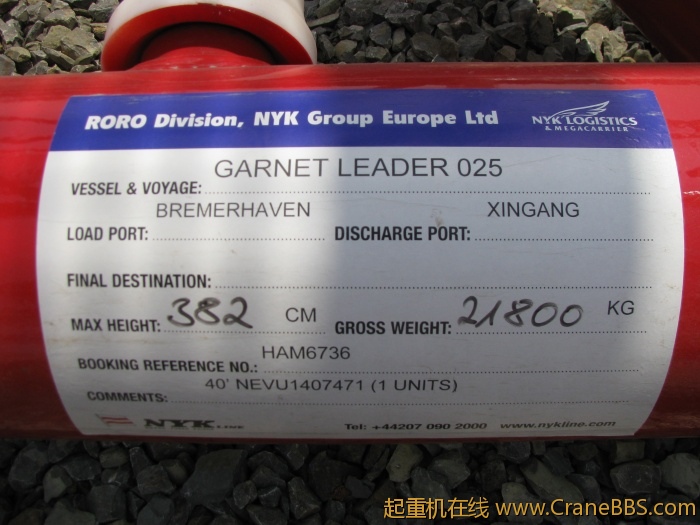 RORO Division, NYK Group Europe Ltd
NYK LOGISTICS
& MEGACARRIER
GARNET LEADER 025
VESSEL & VOYAGE:
BREMERHAVEN XINGANG
LOAD PORT: DISCHARGE PORT:
FINAL DESTINATION:
MAX HEIGHT: 382 CM GROSS WEIGHT: 21800 KG
HAM6736
BOOKING REFERENCE NO.:
40' NEVU1407471 (1 UNITS)
COMMENTS:
NYK LINE Tel: +44207 090 2000 www.nykline.com
起重机在线 www.CraneBBS.com